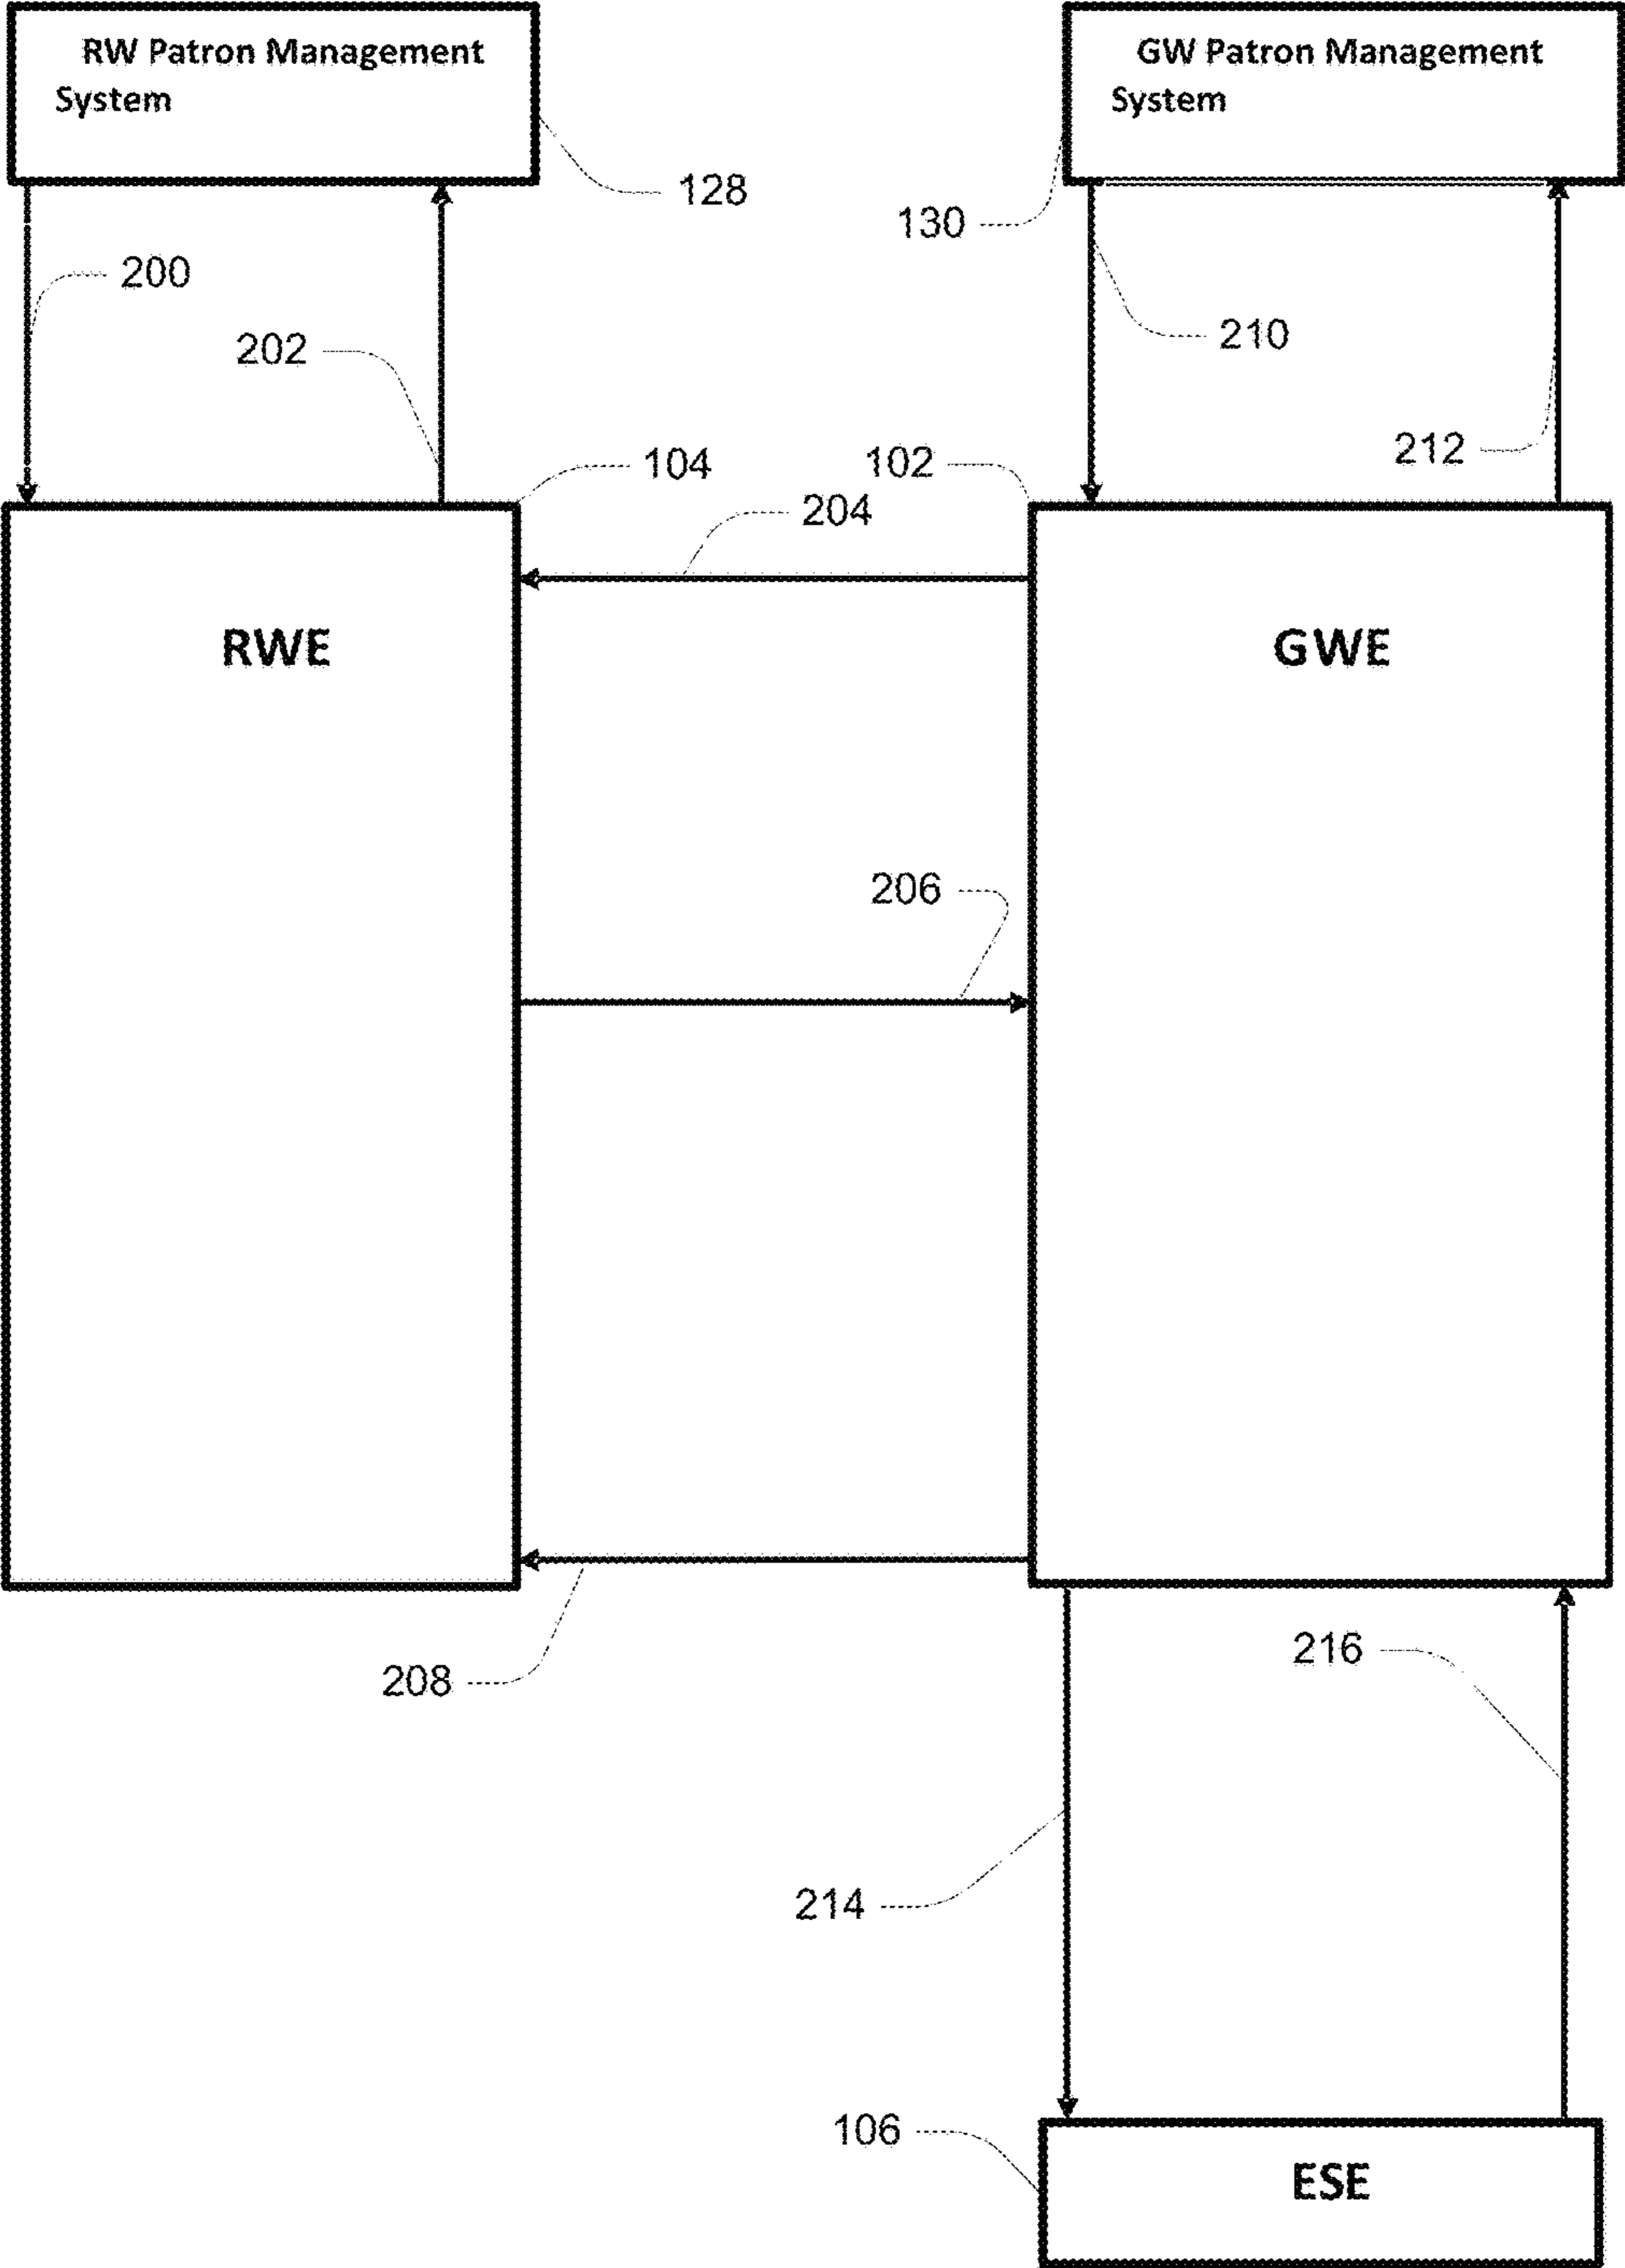 RW Patron Management
System
GW Patron Management
System
128
130
200
210
202
212
104
102
204
RWE
GWE
206
216
208
214
106
ESE